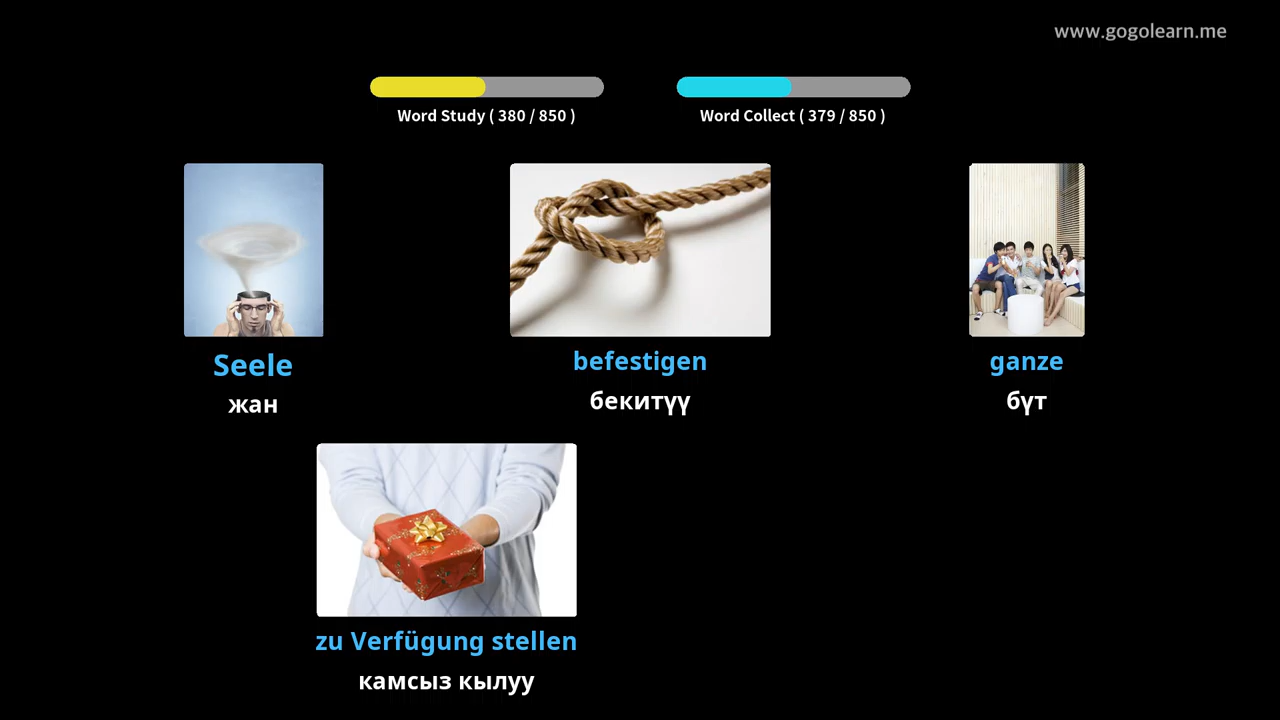 www.gogolearn.me
Word Study ( 380 / 850 )
Word Collect ( 379 / 850 )
Seele
жан
befestigen
бекитүү
ganze
бүт
zu Verfügung stellen
камсыз кылуу